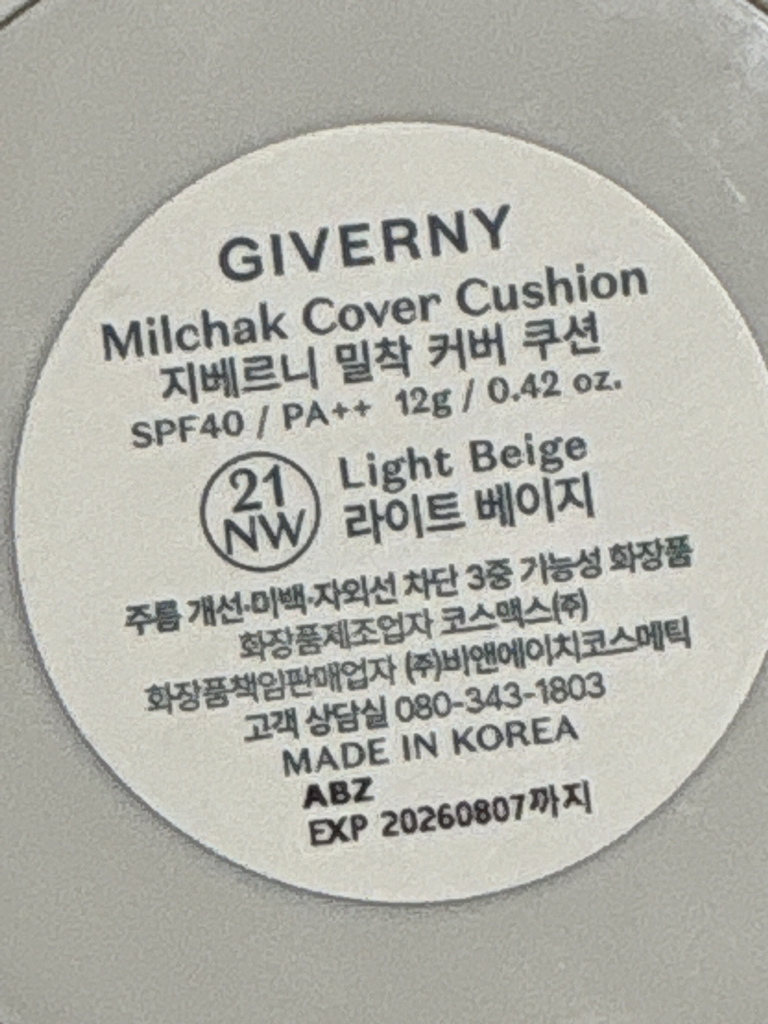 GIVERNY
Milchak Cover Cushion
지베르니 밀착 커버 쿠션
SPF40 / PA++ 12g / 0.42 oz.
21 NW
Light Beige
라이트 베이지
주름 개선·미백·자외선 차단 3중 기능성 화장품
화장품제조업자 코스맥스(주)
화장품책임판매업자 (주)비앤에이치코스메틱
고객 상담실 080-343-1803
MADE IN KOREA
ABZ
EXP 20260807까지